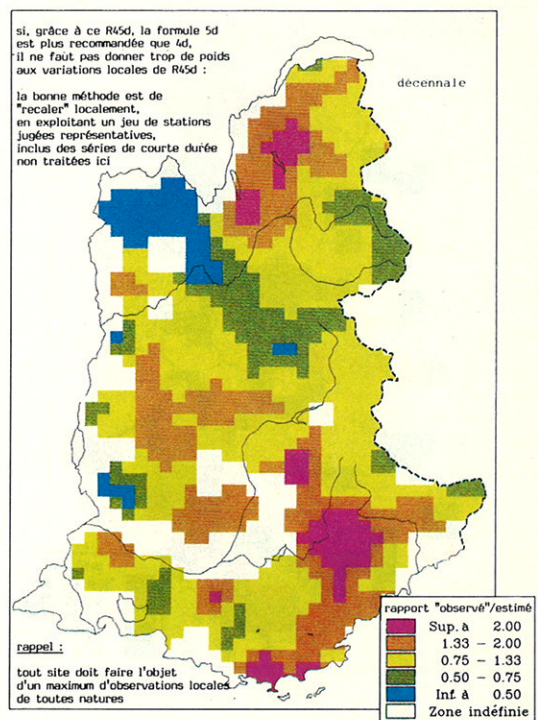 si, grâce à ce R45d, la formule 5d
est plus recommandée que 4d,
il ne faut pas donner trop de poids
aux variations locales de R45d :
la bonne méthode est de
"recaler" localement,
en exploitant un jeu de stations
jugées représentatives,
inclus des séries de courte durée
non traitées ici
décennale
rappel :
tout site doit faire l'objet
d'un maximum d'observations locales
de toutes natures
rapport "observé"/estimé
Sup. à 2.00
1.33 - 2.00
0.75 - 1.33
0.50 - 0.75
Inf. à 0.50
Zone indéfinie